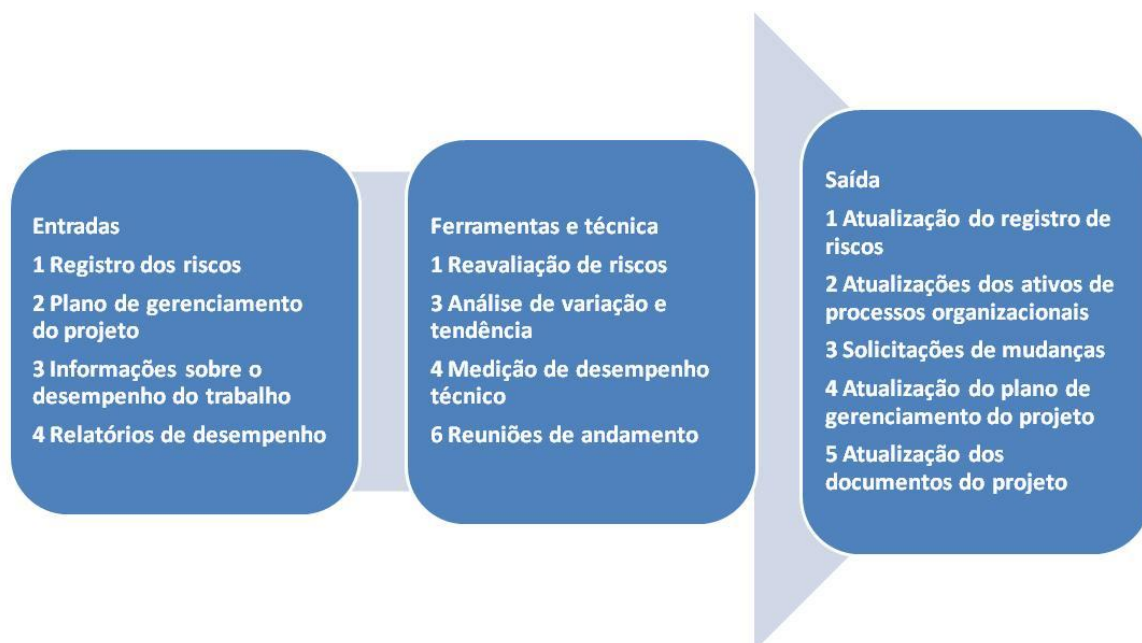 Entradas
1 Registro dos riscos
2 Plano de gerenciamento
do projeto
3 Informações sobre o
desempenho do trabalho
4 Relatórios de desempenho
Ferramentas e técnica
1 Reavaliação de riscos
3 Análise de variação e
tendência
4 Medição de desempenho
técnico
6 Reuniões de andamento
Saída
1 Atualização do registro de
riscos
2 Atualizações dos ativos de
processos organizacionais
3 Solicitações de mudanças
4 Atualização do plano de
gerenciamento do projeto
5 Atualização dos
documentos do projeto